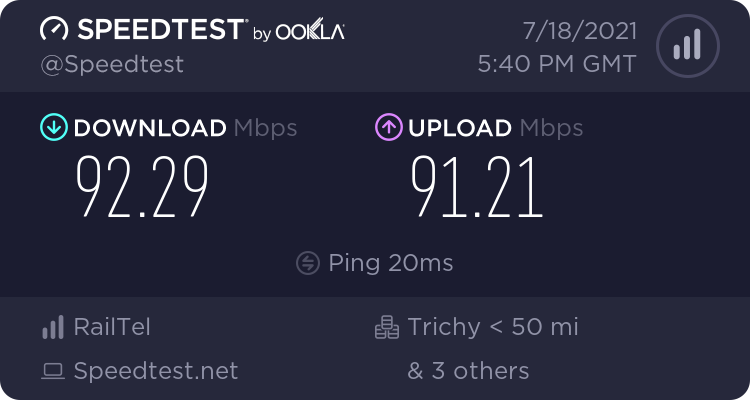 SPEEDTEST® by OOKLA®
7/18/2021
@Speedtest
5:40 PM GMT
DOWNLOAD Mbps
92.29
UPLOAD Mbps
91.21
Ping 20ms
RailTel
Trichy < 50 mi
Speedtest.net
& 3 others